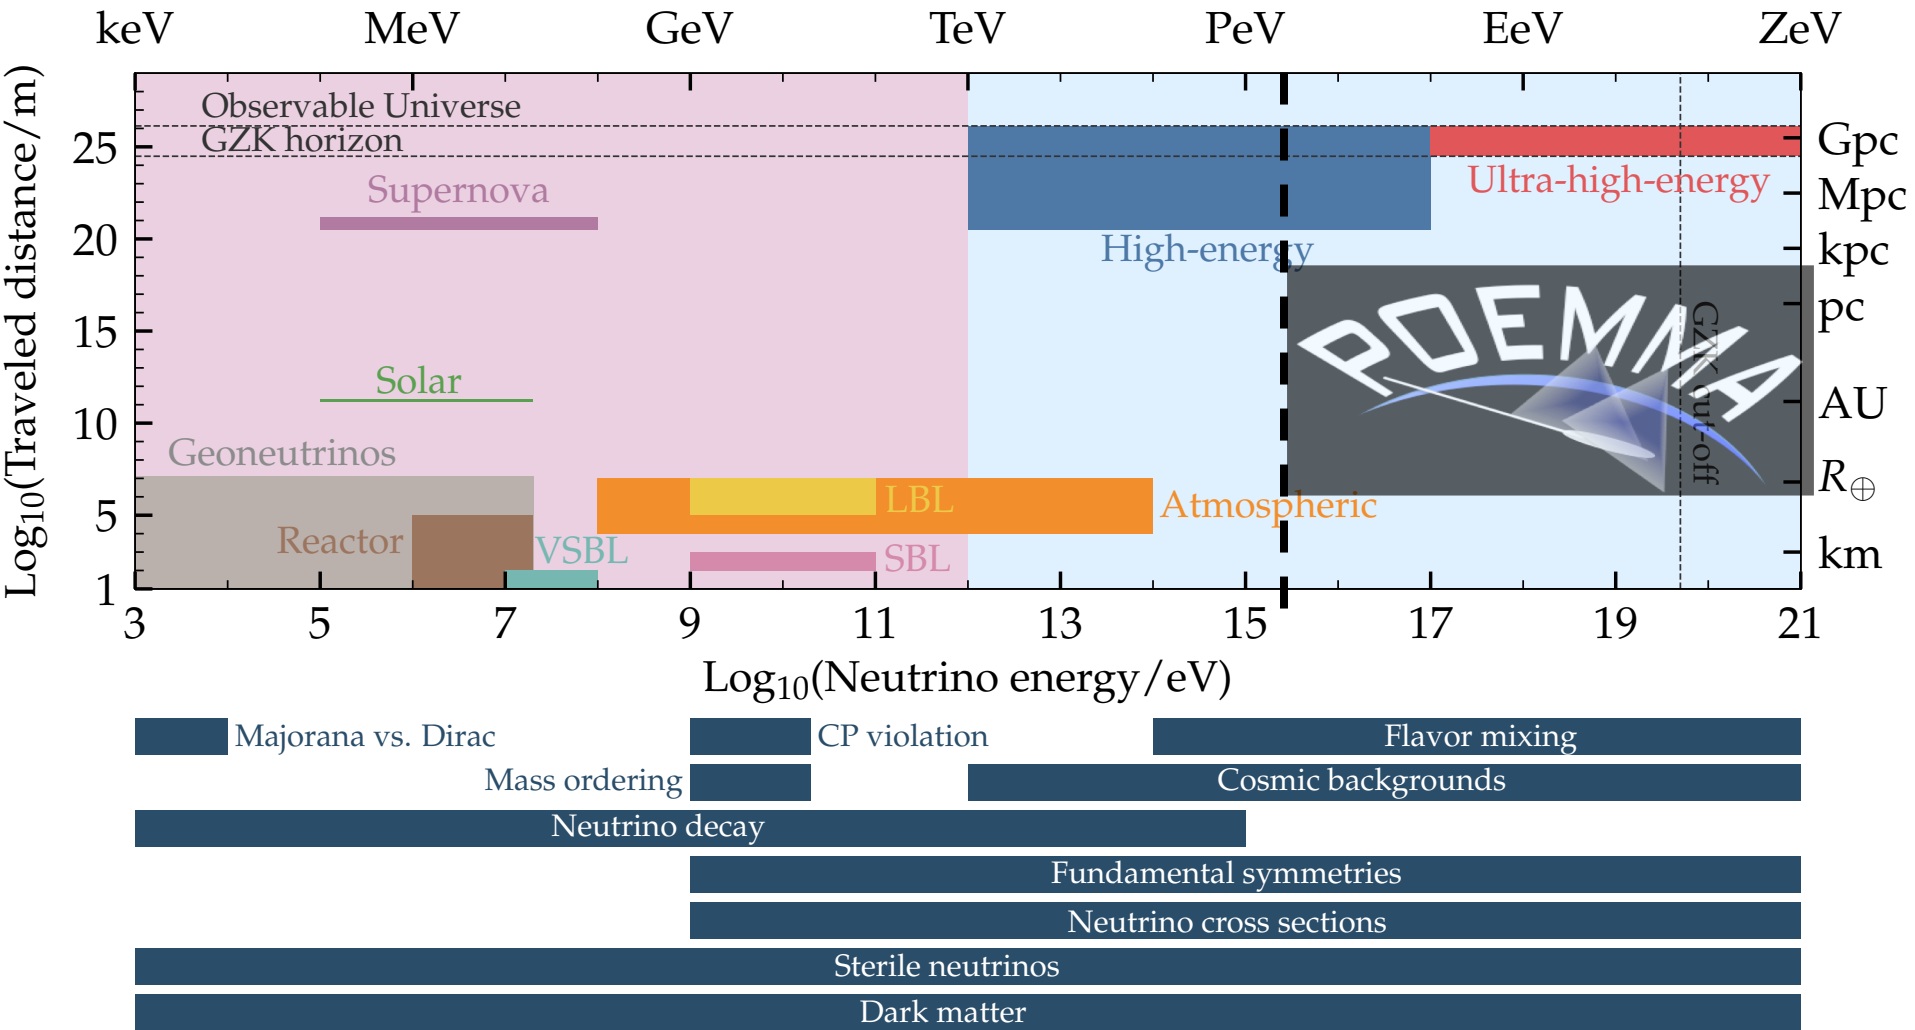 keV MeV GeV TeV PeV EeV ZeV
Log10(Traveled distance/m)
25
20
15
10
5
1
Observable Universe
GZK horizon
Supernova
Solar
Geoneutrinos
Reactor
VSBL
LBL
SBL
Atmospheric
High-energy
Ultra-high-energy
POEMMA
GZK cut-off
Gpc
Mpc
kpc
pc
AU
R⊕
km
3 5 7 9 11 13 15 17 19 21
Log10(Neutrino energy/eV)
Majorana vs. Dirac CP violation Flavor mixing
Mass ordering Cosmic backgrounds
Neutrino decay
Fundamental symmetries
Neutrino cross sections
Sterile neutrinos
Dark matter